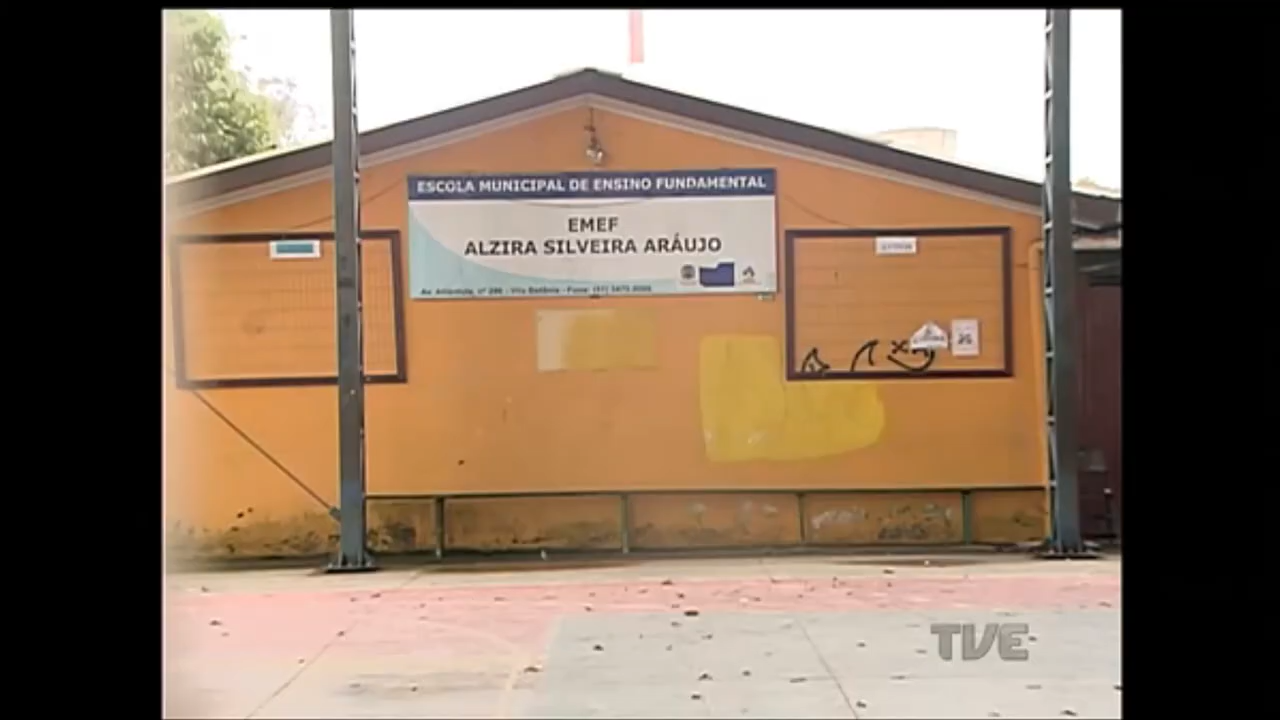 ESCOLA MUNICIPAL DE ENSINO FUNDAMENTAL
EMEF
ALZIRA SILVEIRA ARÁUJO
TVE